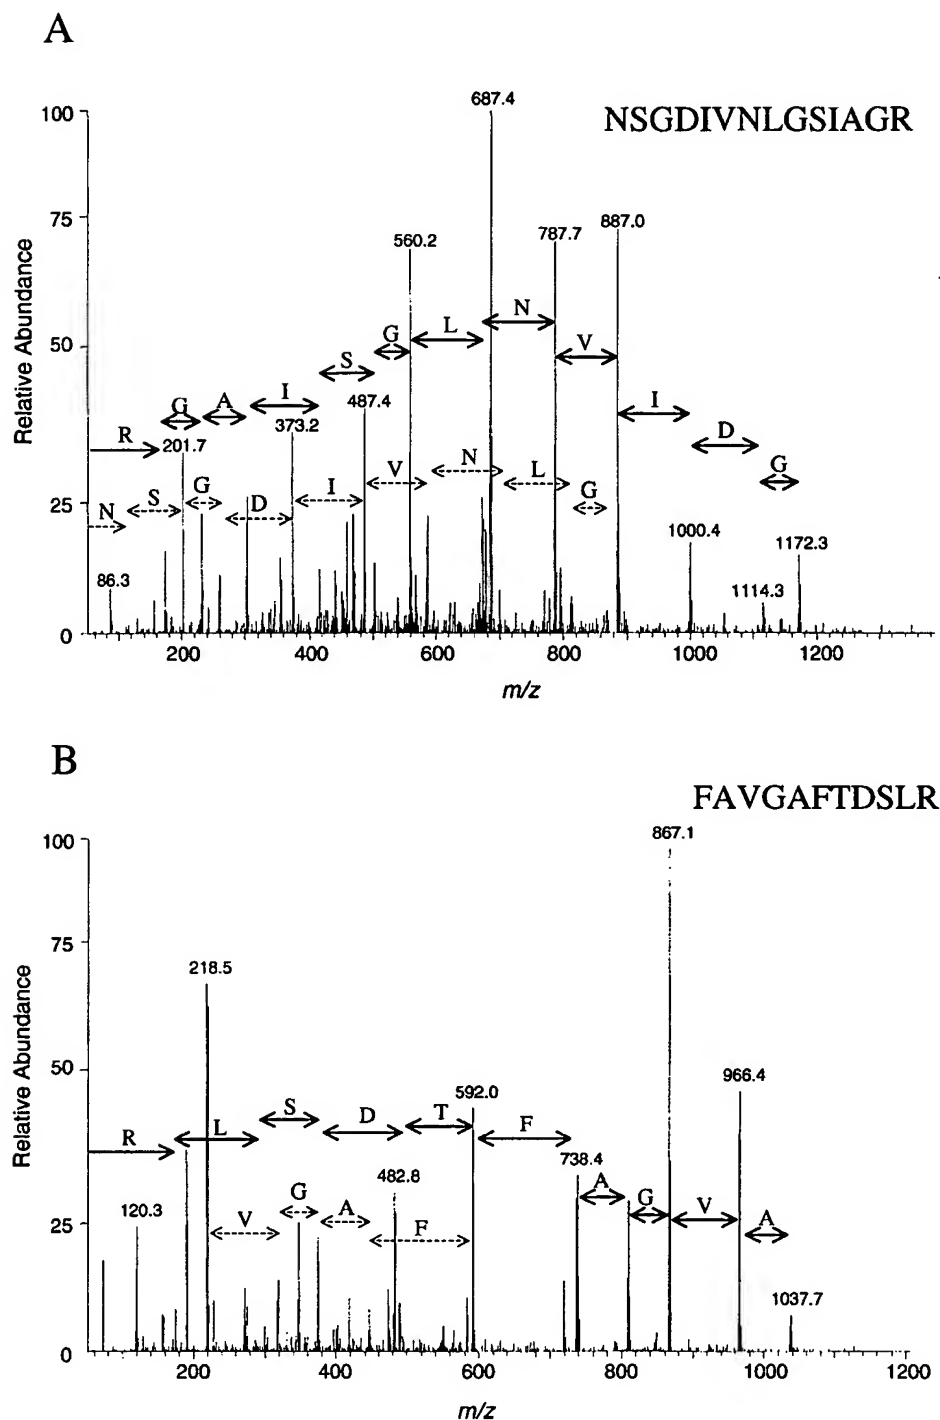 A
NSGDIVNLGSIAGR
Relative Abundance
100
75
50
25
0
687.4
887.0
787.7
560.2
487.4
373.2
201.7
86.3
1000.4
1114.3
1172.3
R G A I S G L N V I D G
N S G D I V N L G
200 400 600 800 1000 1200
m/z
B
FAVGAFTDSLR
Relative Abundance
100
75
50
25
0
867.1
218.5
966.4
592.0
738.4
482.8
120.3
1037.7
R L S D T F A G V A
V G A F
200 400 600 800 1000 1200
m/z